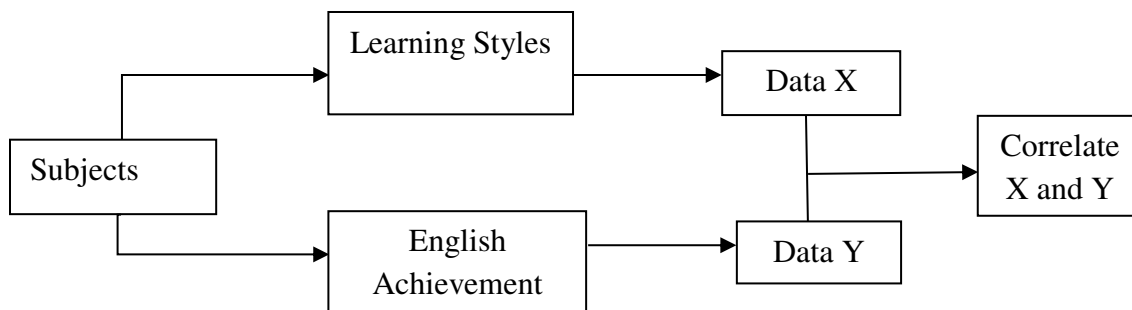 Learning Styles
Data X
Subjects
Correlate
X and Y
English
Achievement
Data Y